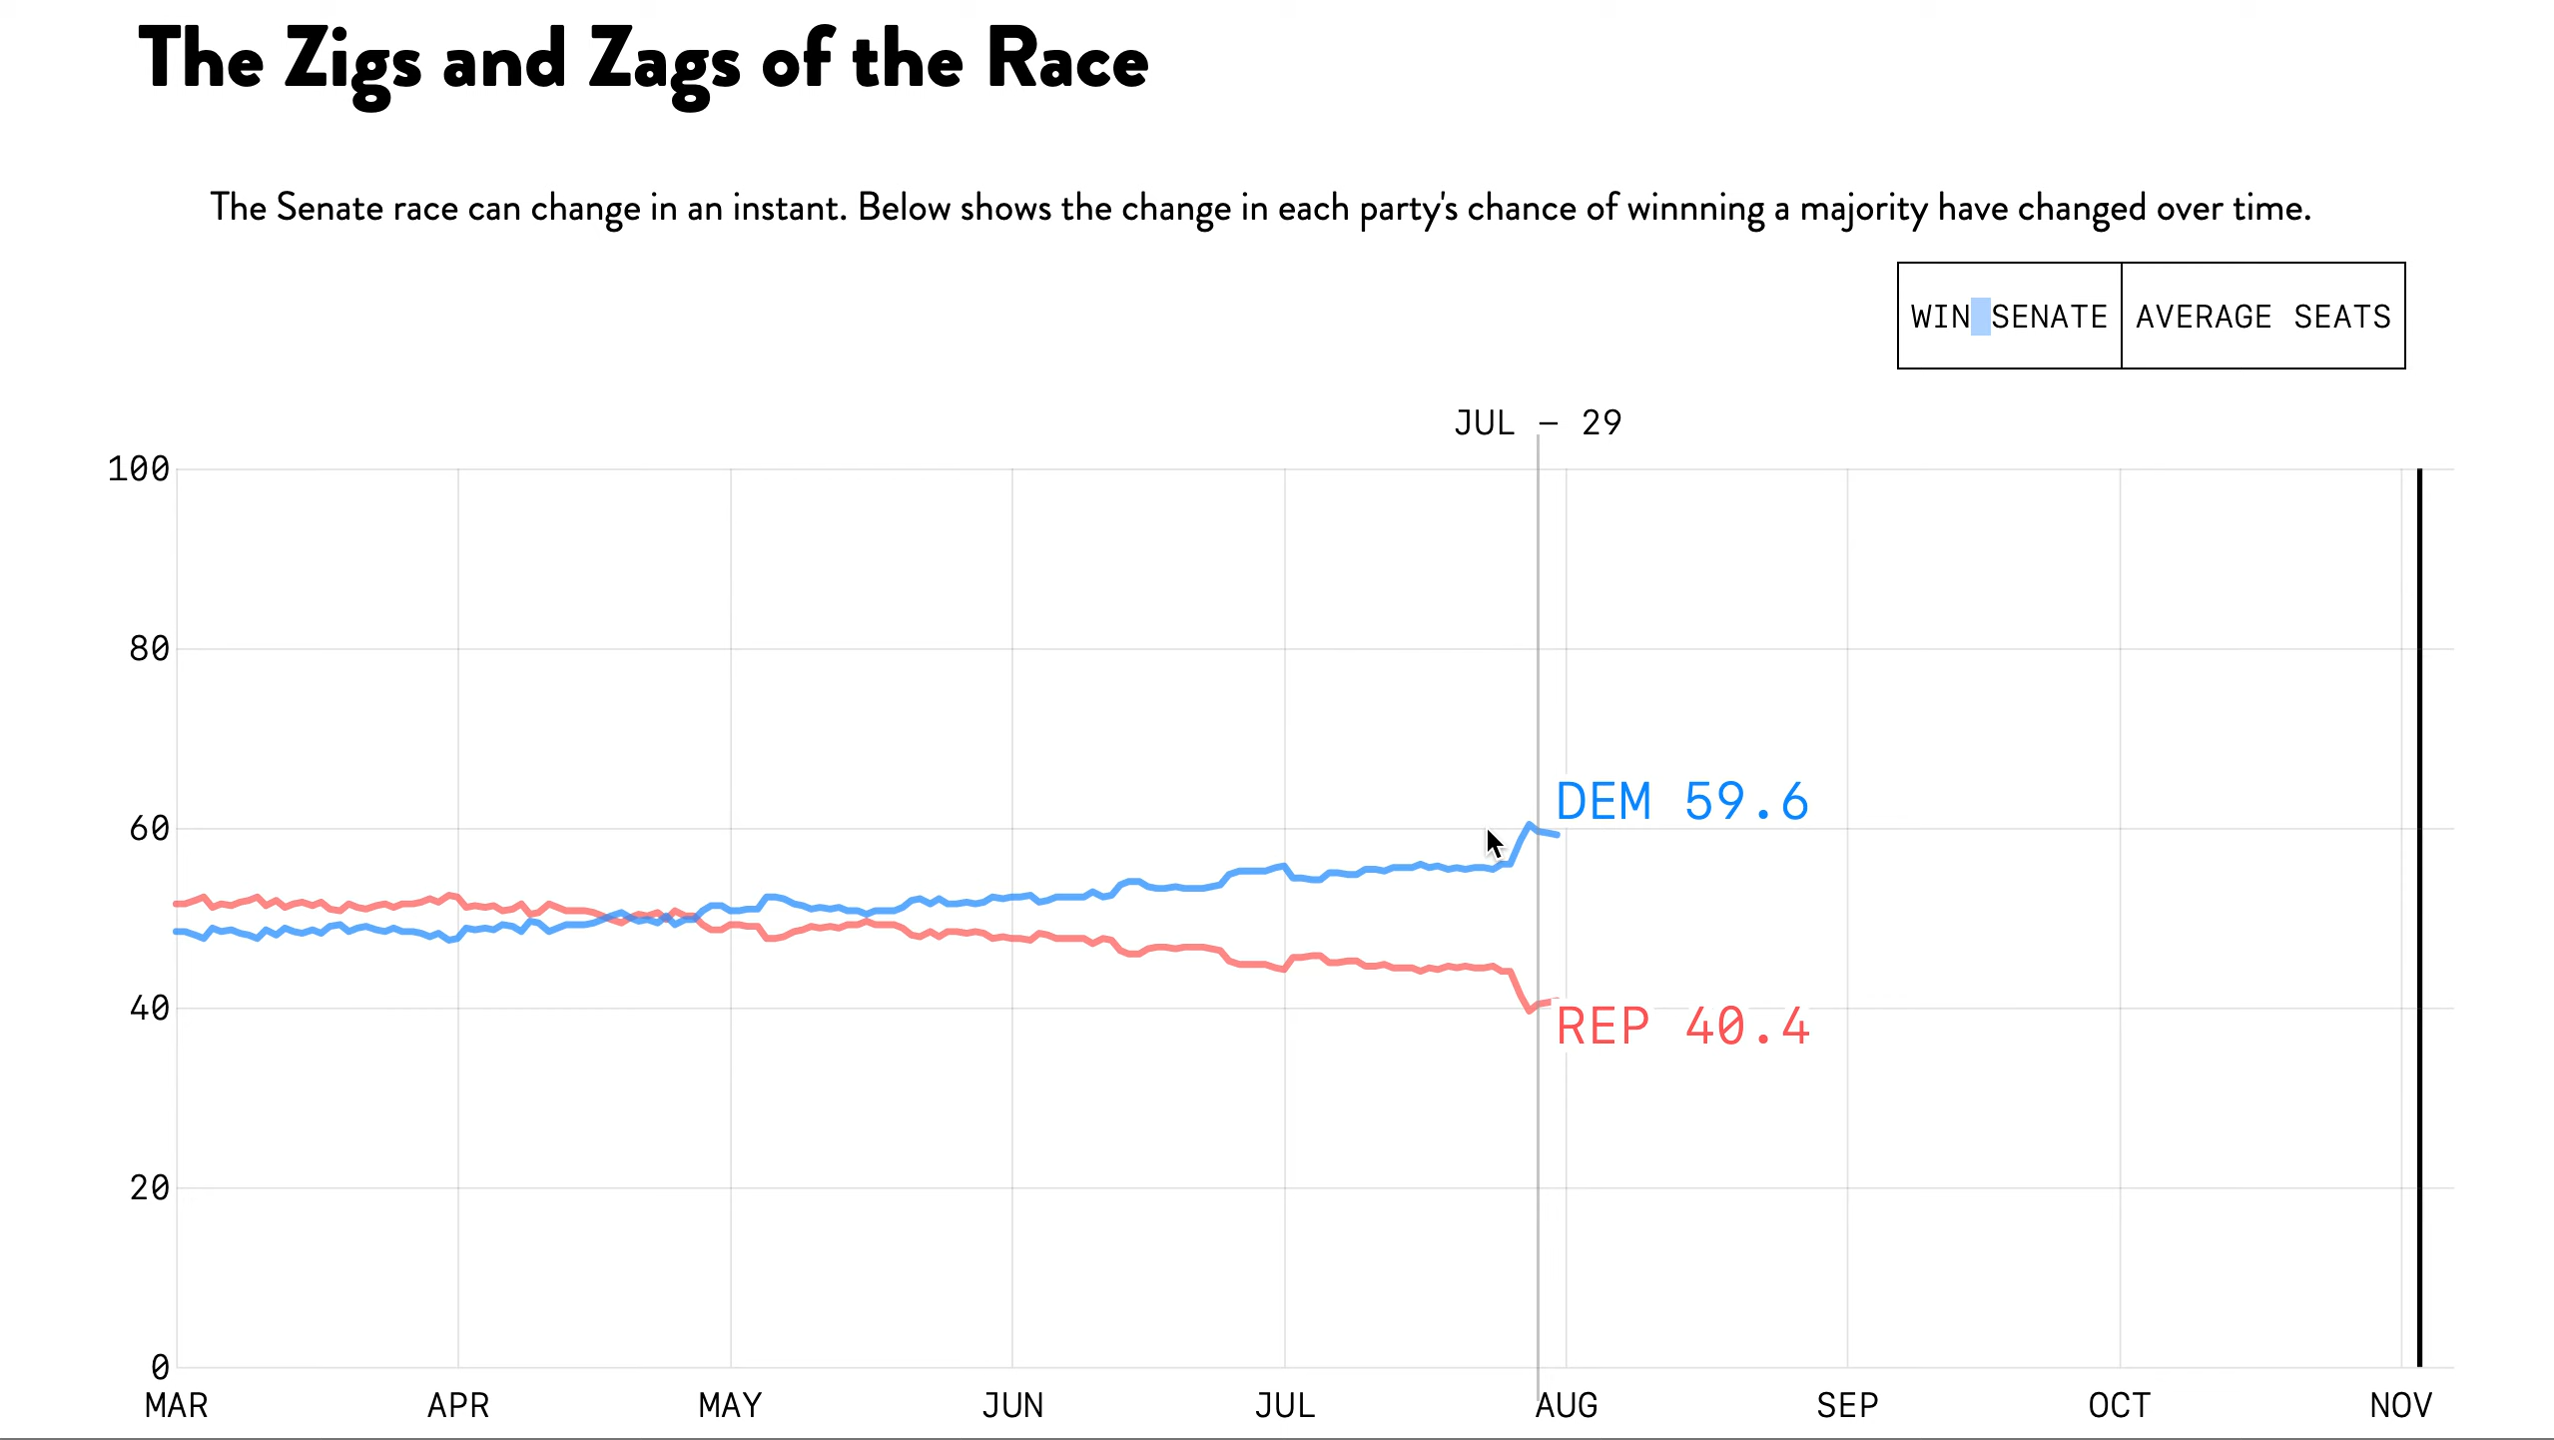 The Zigs and Zags of the Race
The Senate race can change in an instant. Below shows the change in each party's chance of winnning a majority have changed over time.
WIN SENATE AVERAGE SEATS
JUL – 29
100
80
DEM 59.6
60
40
REP 40.4
20
0
MAR APR MAY JUN JUL AUG SEP OCT NOV